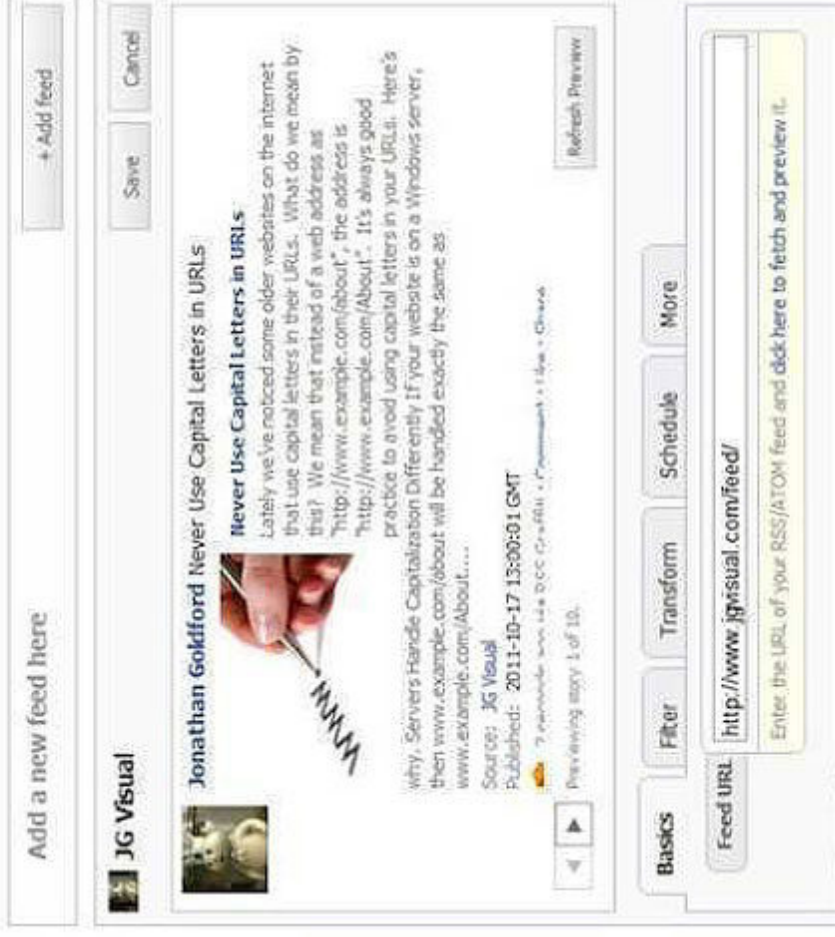 Add a new feed here
+ Add feed
JG Visual
Save
Cancel
Jonathan Goldford Never Use Capital Letters in URLs
Never Use Capital Letters in URLs
Lately we've noticed some older websites on the internet
that use capital letters in their URLs. What do we mean by
this? We mean that instead of a web address as
"http://www.example.com/about", the address is
"http://www.example.com/About". It's always good
practice to avoid using capital letters in your URLs. Here's
why. Servers Handle Capitalization Differently If your website is on a Windows server,
then www.example.com/about will be handled exactly the same as
www.example.com/About....
Source: JG Visual
Published: 2011-10-17 13:00:01 GMT
via RSS Graffiti • Comment • Like • Share
Previewing story 1 of 10.
Refresh Preview
Basics
Filter
Transform
Schedule
More
Feed URL
http://www.jgvisual.com/feed/
Enter the URL of your RSS/ATOM feed and click here to fetch and preview it.